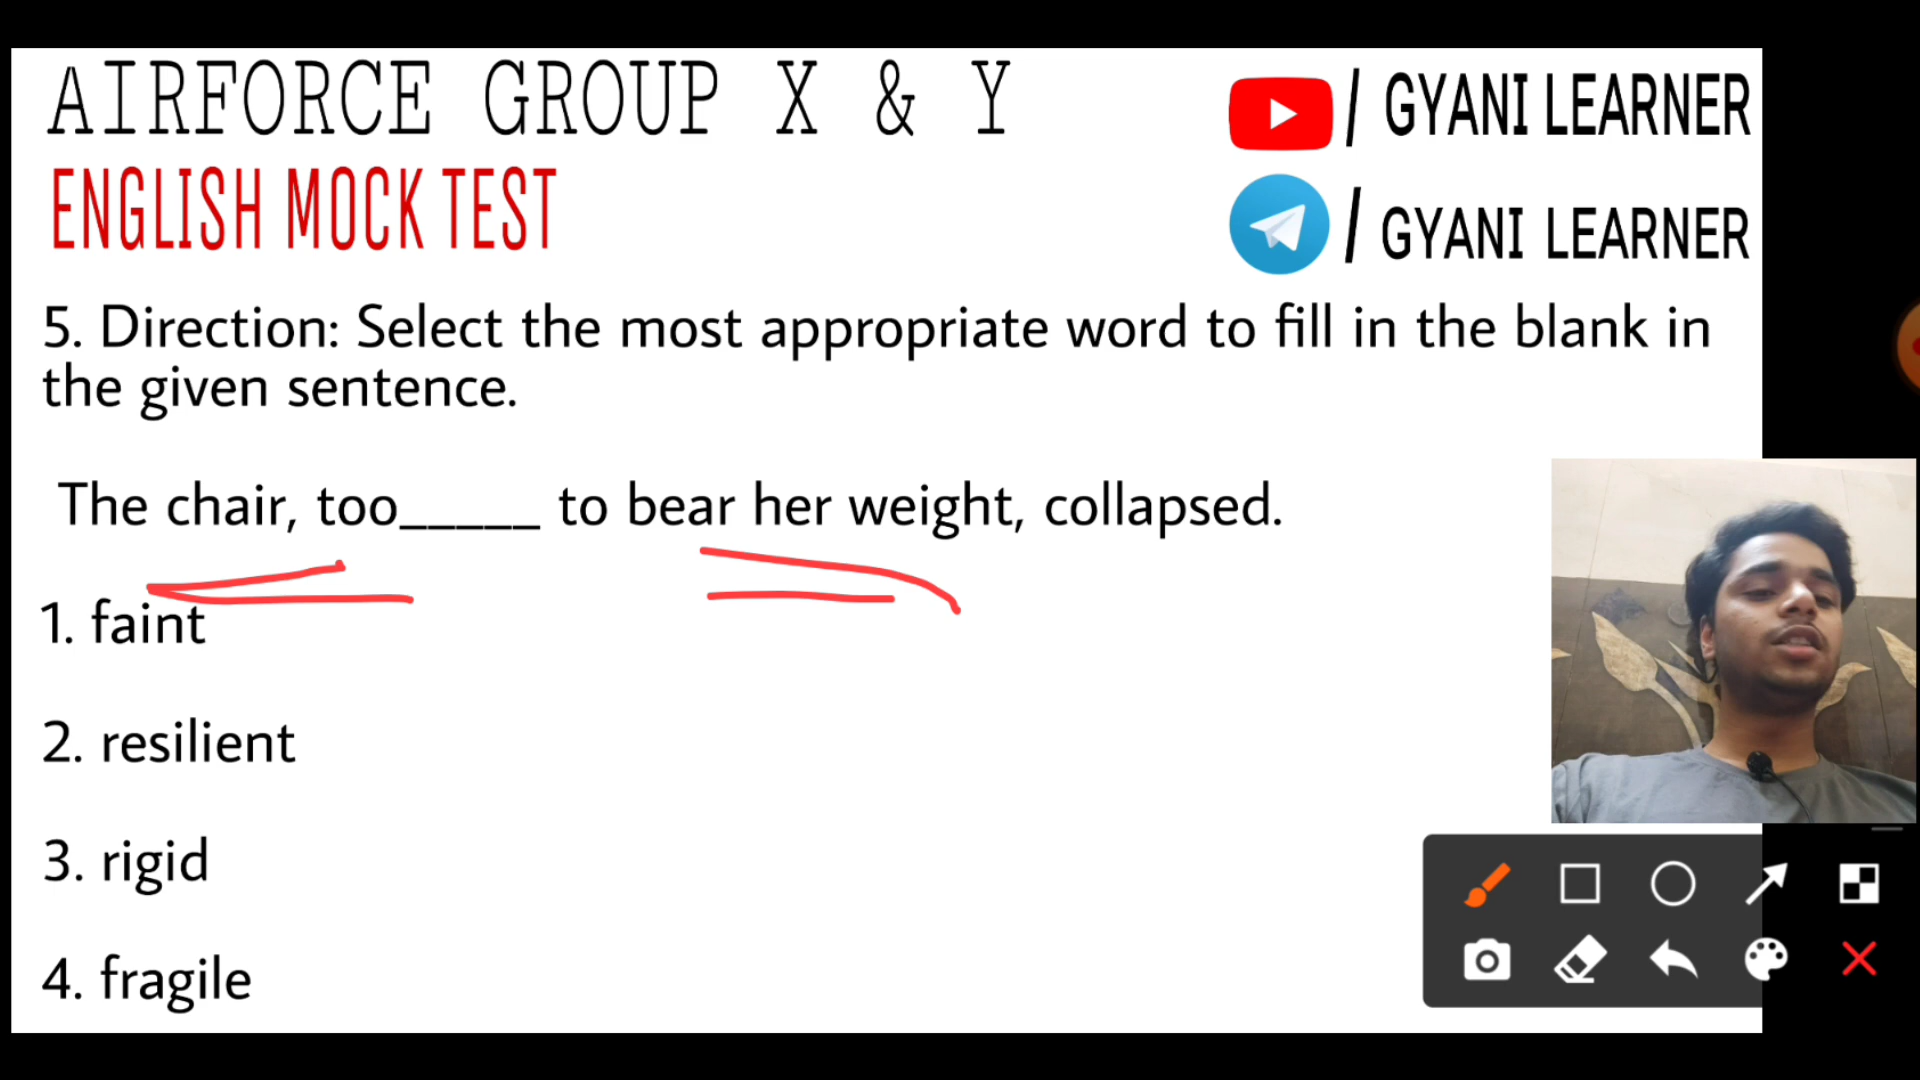 AIRFORCE GROUP X & Y
ENGLISH MOCK TEST
/ GYANI LEARNER
/ GYANI LEARNER
5. Direction: Select the most appropriate word to fill in the blank in
the given sentence.
The chair, too_____ to bear her weight, collapsed.
1. faint
2. resilient
3. rigid
4. fragile